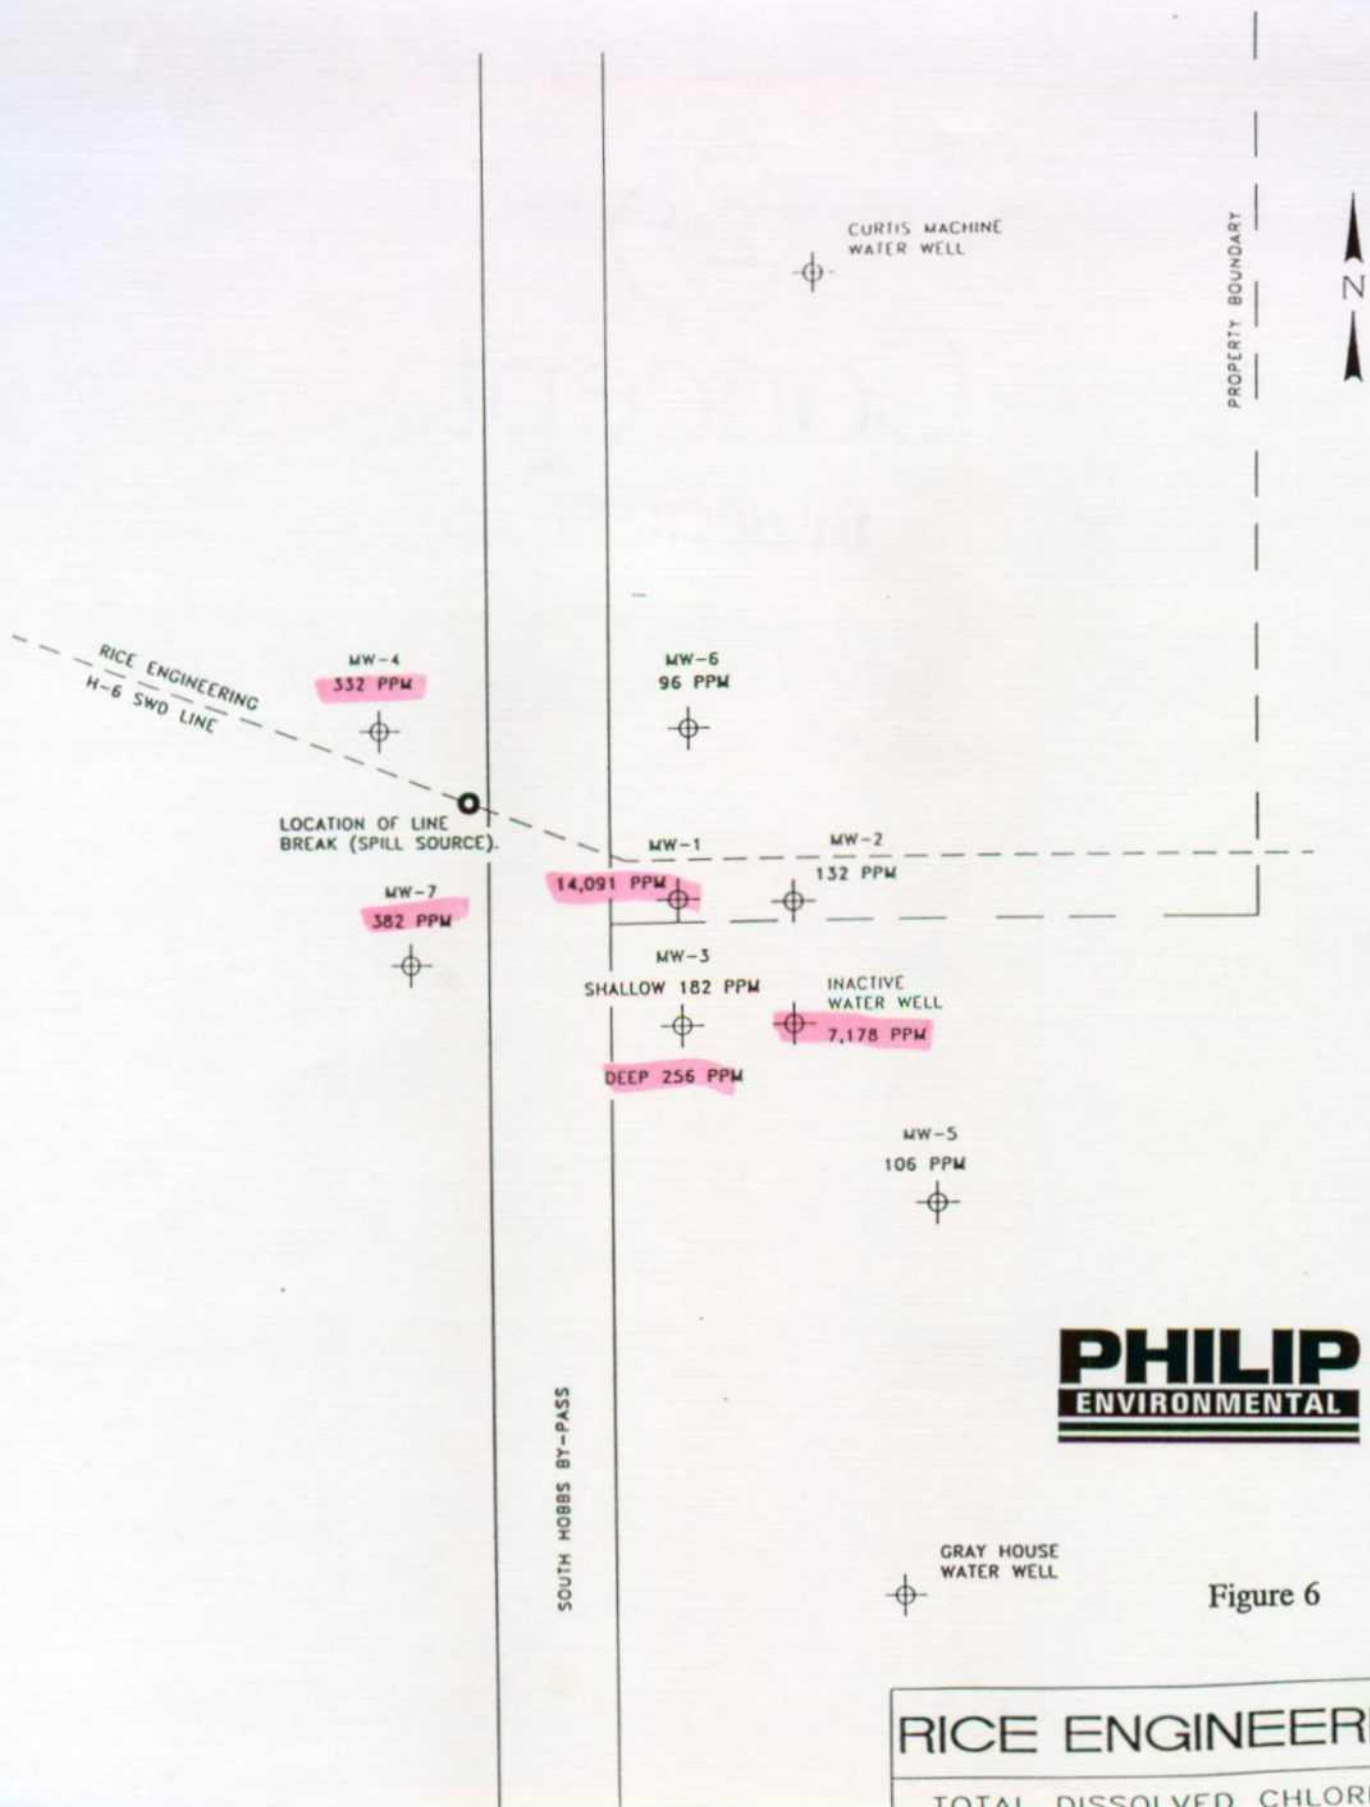 CURTIS MACHINE
WATER WELL
PROPERTY BOUNDARY
N
RICE ENGINEERING
H-6 SWD LINE
MW-4
332 PPM
MW-6
96 PPM
LOCATION OF LINE
BREAK (SPILL SOURCE).
MW-1
14,091 PPM
MW-2
132 PPM
MW-7
382 PPM
MW-3
SHALLOW 182 PPM
DEEP 256 PPM
INACTIVE
WATER WELL
7,178 PPM
MW-5
106 PPM
PHILIP
ENVIRONMENTAL
SOUTH HOBBS BY-PASS
GRAY HOUSE
WATER WELL
Figure 6
RICE ENGINEER
TOTAL DISSOLVED CHLOR